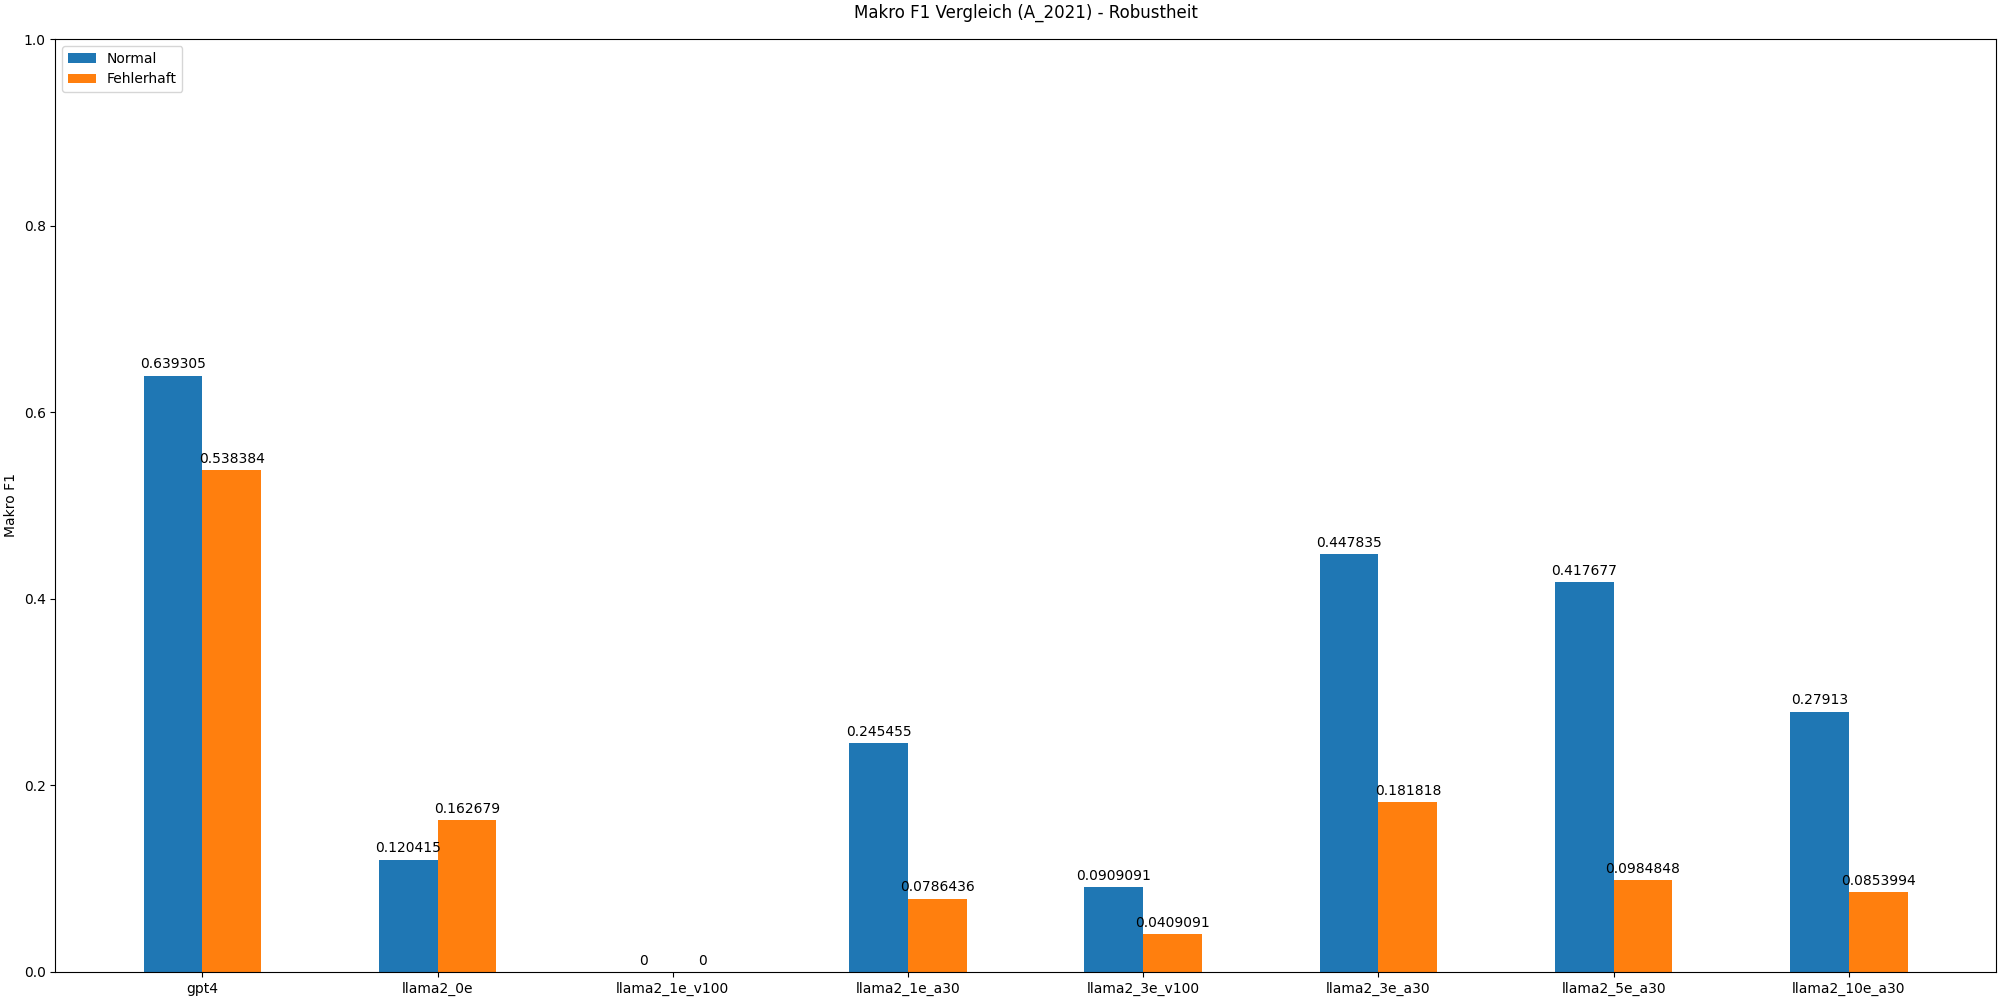 Makro F1 Vergleich (A_2021) - Robustheit
Normal
Fehlerhaft
Makro F1
1.0
0.8
0.6
0.4
0.2
0.0
0.639305
0.538384
0.120415
0.162679
0
0
0.245455
0.0786436
0.0909091
0.0409091
0.447835
0.181818
0.417677
0.0984848
0.27913
0.0853994
gpt4
llama2_0e
llama2_1e_v100
llama2_1e_a30
llama2_3e_v100
llama2_3e_a30
llama2_5e_a30
llama2_10e_a30